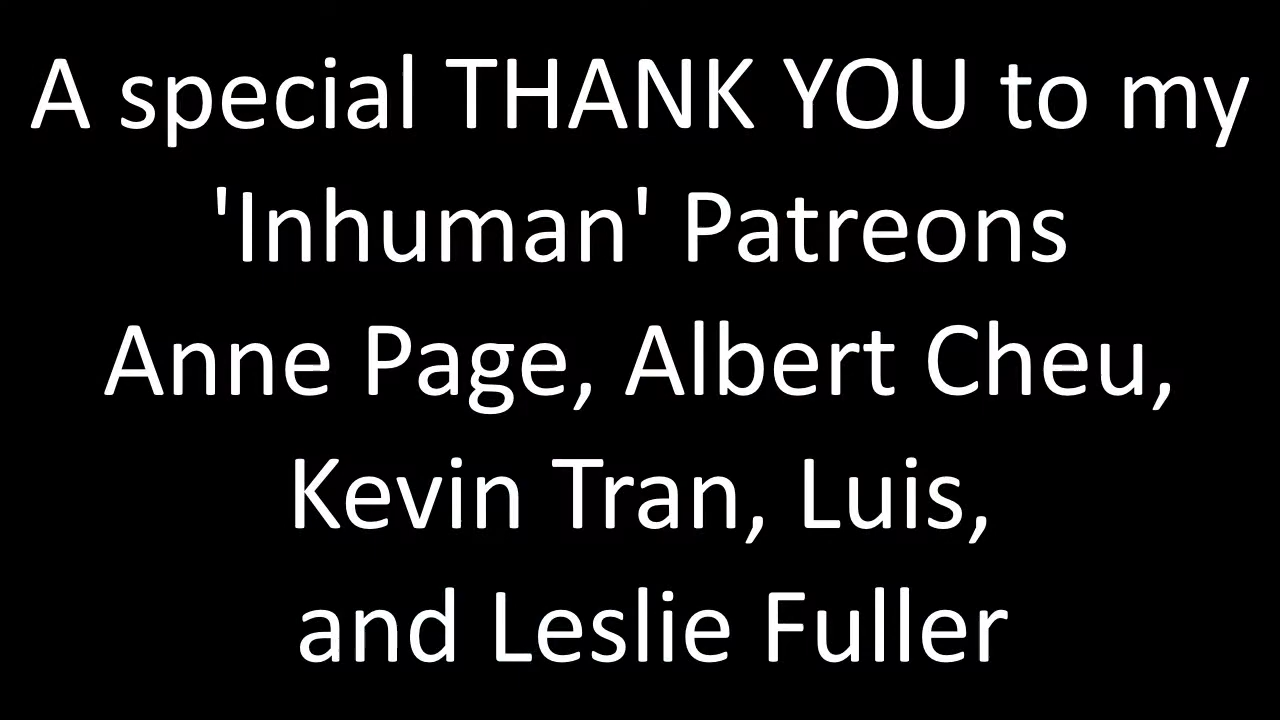 A special THANK YOU to my
'Inhuman' Patreons
Anne Page, Albert Cheu,
Kevin Tran, Luis,
and Leslie Fuller